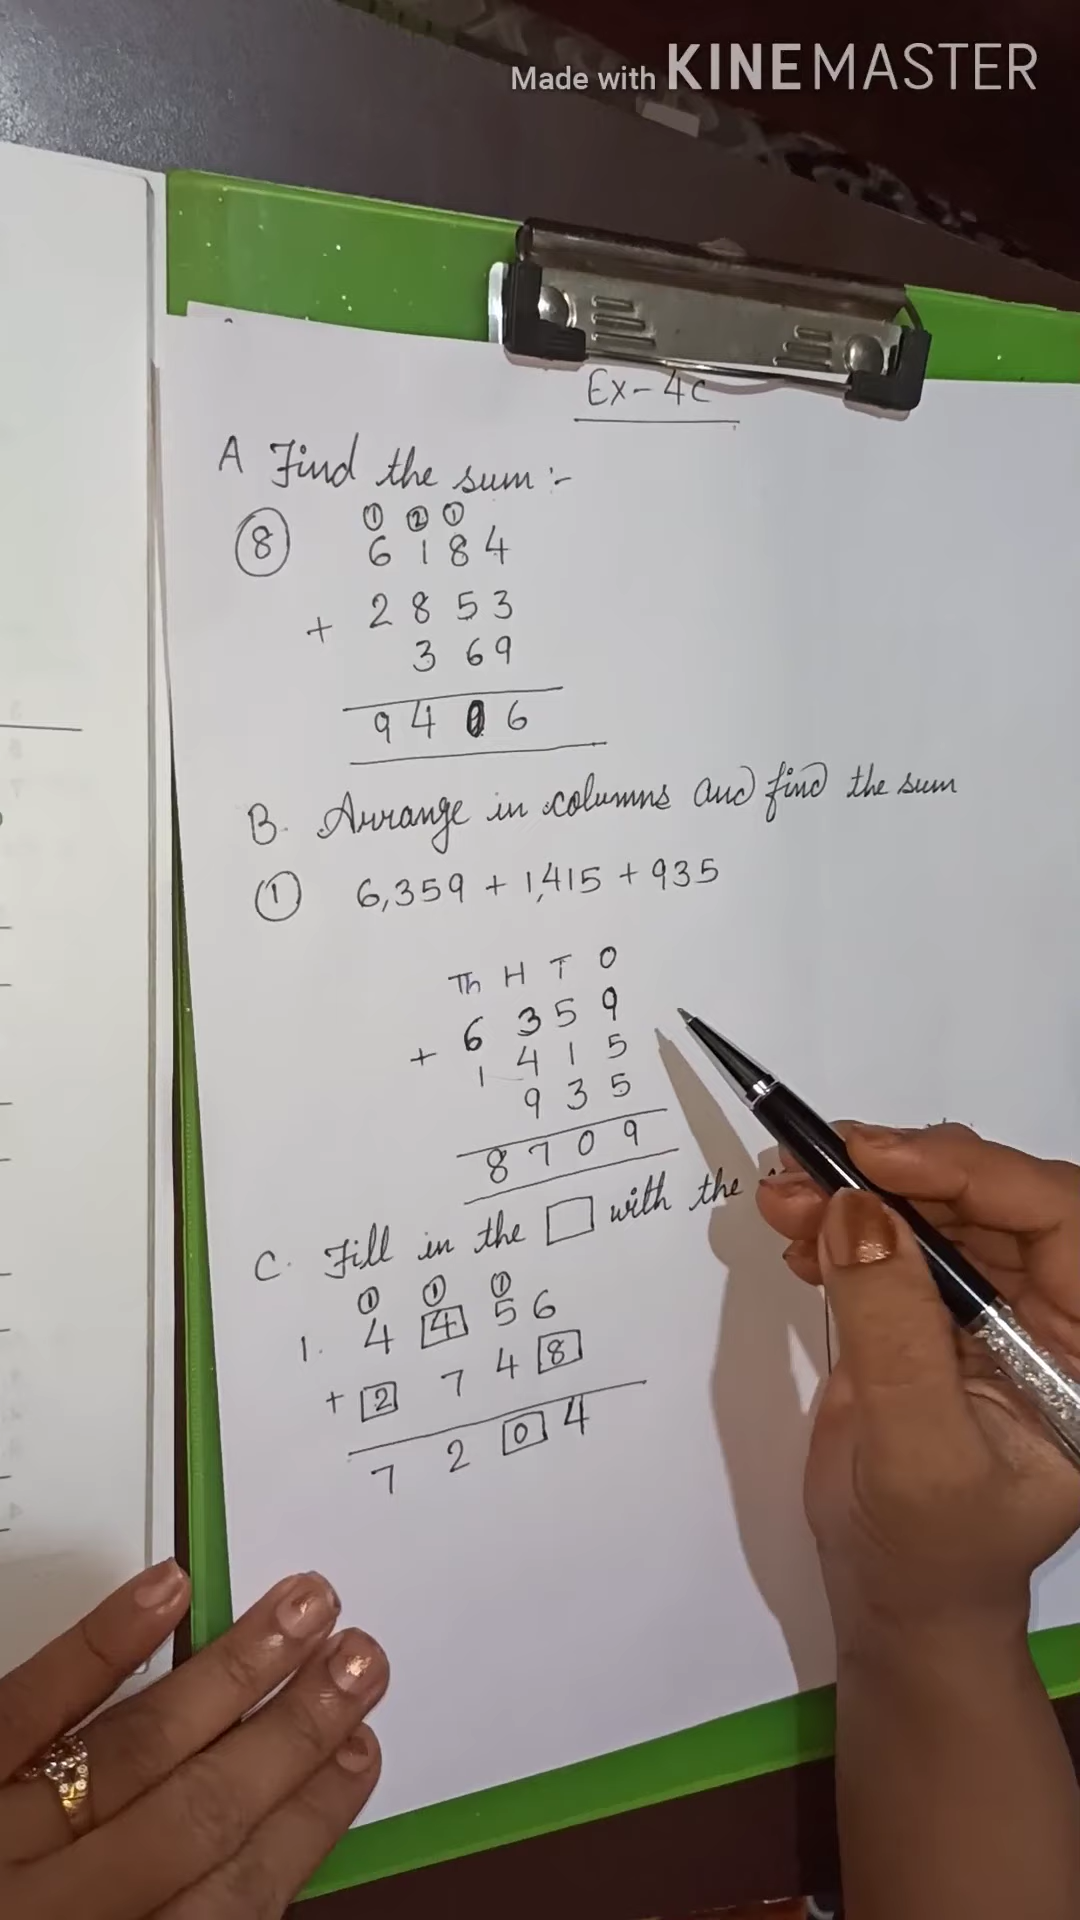 Made with KINEMASTER
Ex-4c
A Find the sum:-
① ② ①
⑧ 6 1 8 4
+ 2 8 5 3
3 6 9
9 4 0 6
B. Arrange in columns and find the sum
① 6,359 + 1,415 + 935
Th H T O
6 3 5 9
+ 1 4 1 5
9 3 5
8 7 0 9
C. Fill in the □ with the
① ① ①
1. 4 4 5 6
+ 2 7 4 8
7 2 0 4